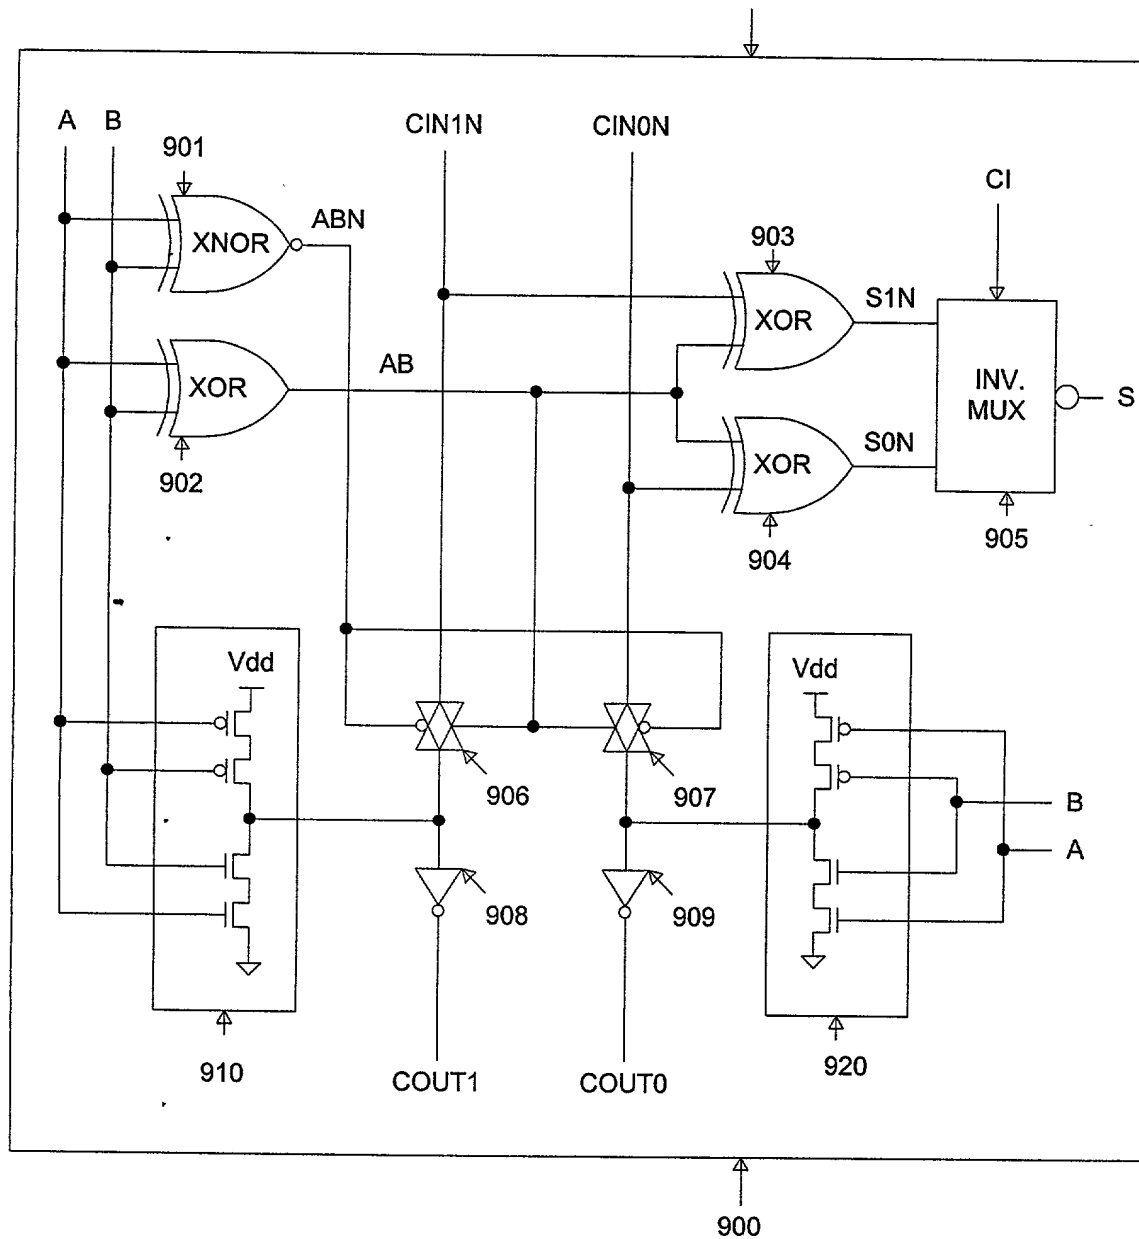 A B CIN1N CIN0N
901
CI
ABN
903
XNOR
S1N
XOR
AB
INV.
MUX
XOR
S
S0N
XOR
902
905
904
Vdd
Vdd
906
907
B
A
908
909
910
920
COUT1
COUT0
900